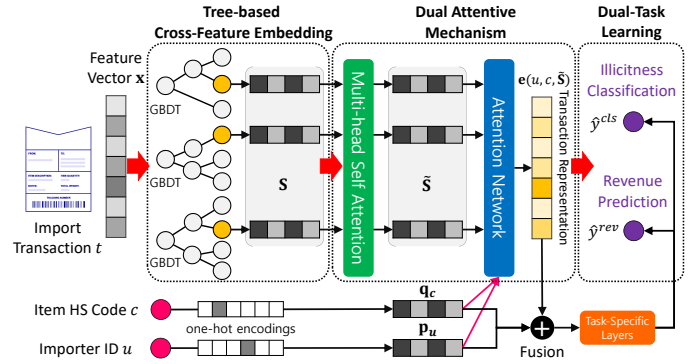 Tree-based
Cross-Feature Embedding
Dual Attentive
Mechanism
Dual-Task
Learning
Feature
Vector x
GBDT
GBDT
GBDT
S
Multi-head Self Attention
S̃
Attention Network
e(u, c, S̃)
Transaction Representation
Illicitness
Classification
ŷ^cls
Revenue
Prediction
ŷ^rev
Import
Transaction t
Item HS Code c
one-hot encodings
Importer ID u
q_c
p_u
Fusion
Task-Specific
Layers